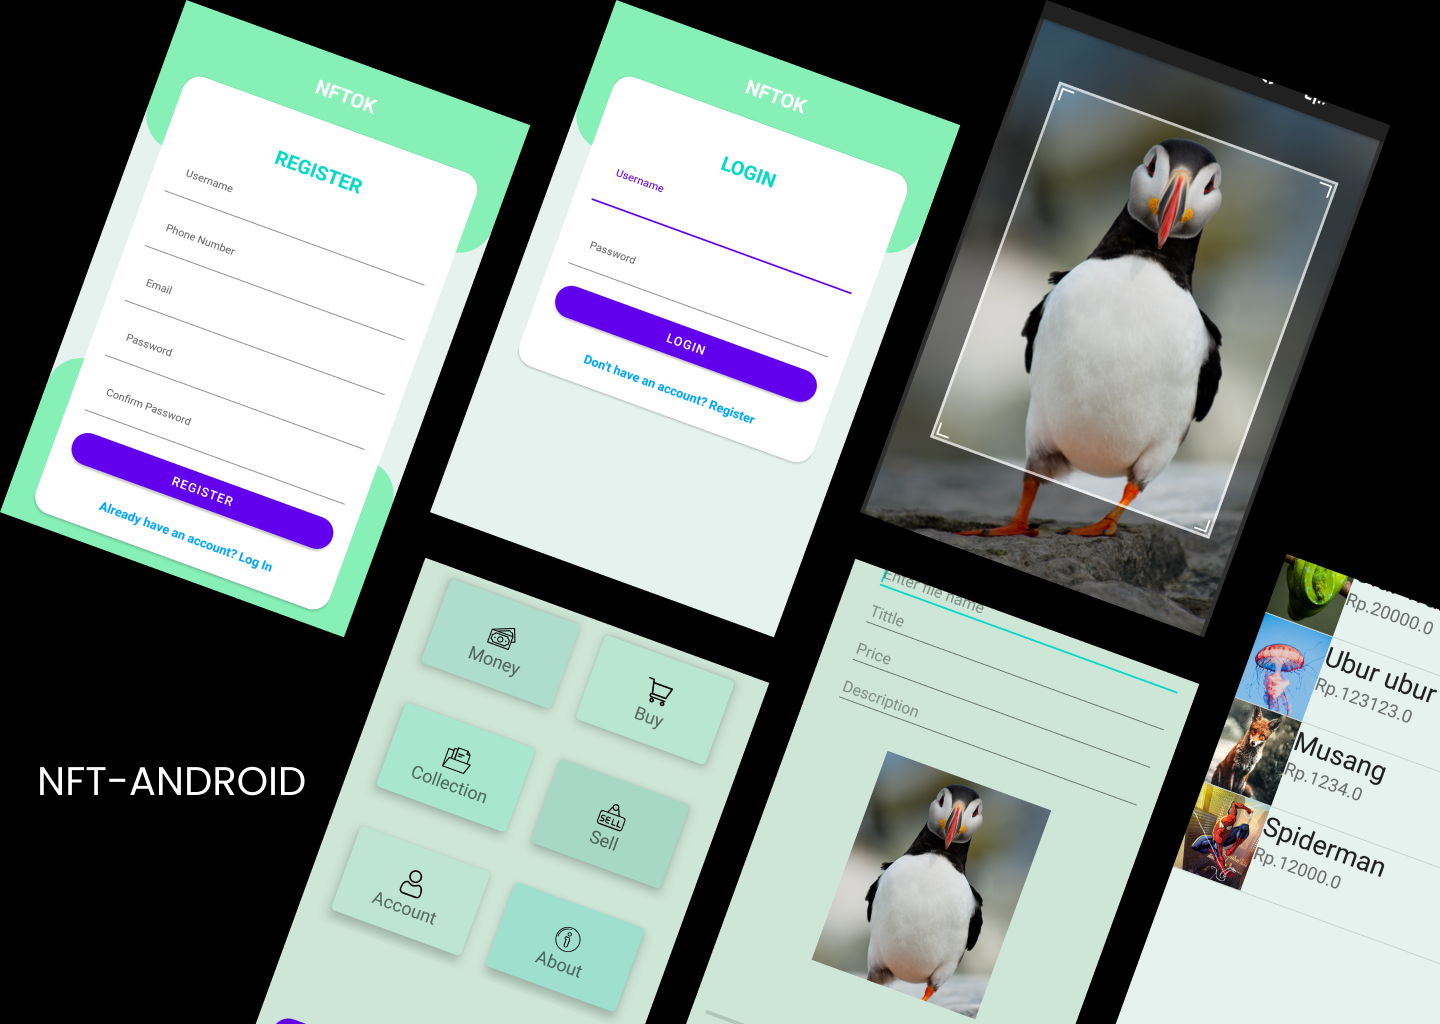 NFTOK
REGISTER
Username
Phone Number
Email
Password
Confirm Password
REGISTER
Already have an account? Log In
NFTOK
LOGIN
Username
Password
LOGIN
Don't have an account? Register
NFT-ANDROID
Money
Buy
Collection
SELL
Sell
Account
About
Enter file name
Tittle
Price
Description
Rp.20000.0
Ubur ubur
Rp.123123.0
Musang
Rp.1234.0
Spiderman
Rp.12000.0